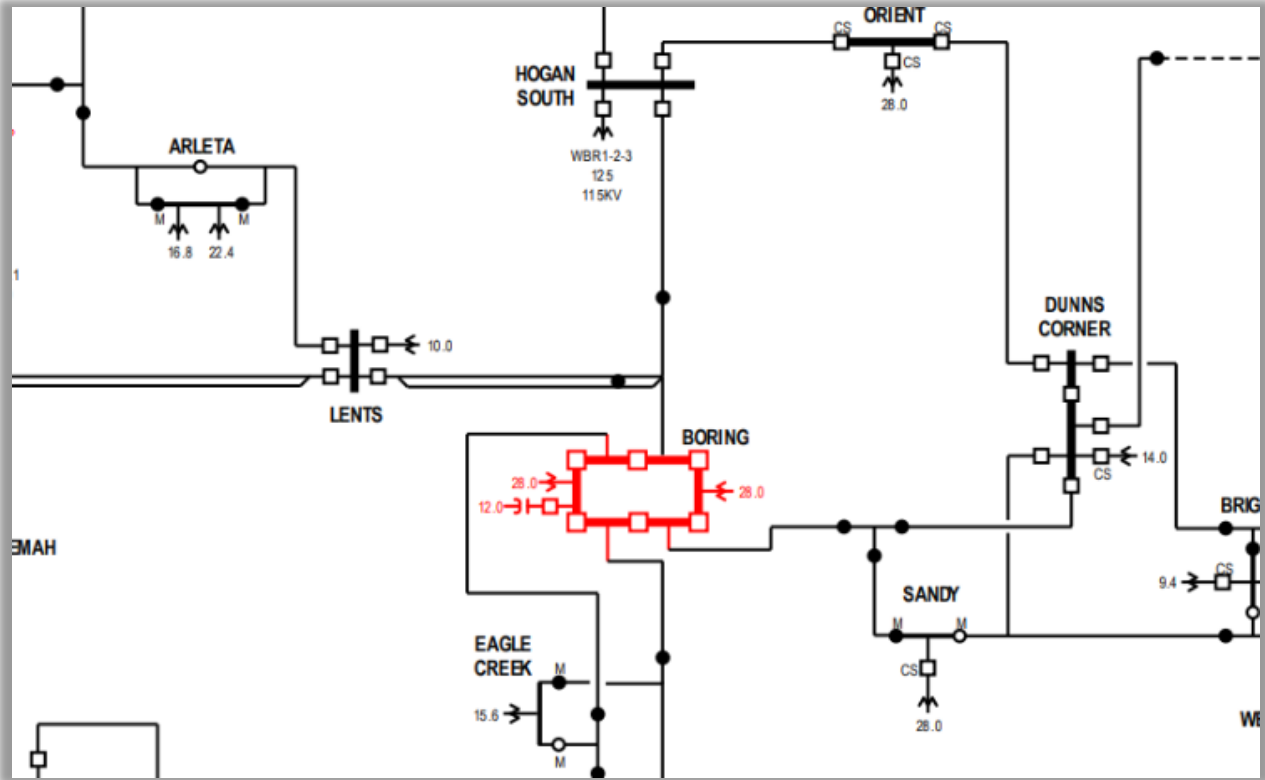 ORIENT
CS
CS
CS
28.0
HOGAN
SOUTH
WBR1-2-3
125
115KV
ARLETA
M
M
16.8
22.4
1
DUNNS
CORNER
10.0
LENTS
BORING
14.0
CS
28.0
12.0
28.0
BRIG
EMAH
CS
9.4
SANDY
M
M
CS
28.0
EAGLE
CREEK
M
15.6
M
WE